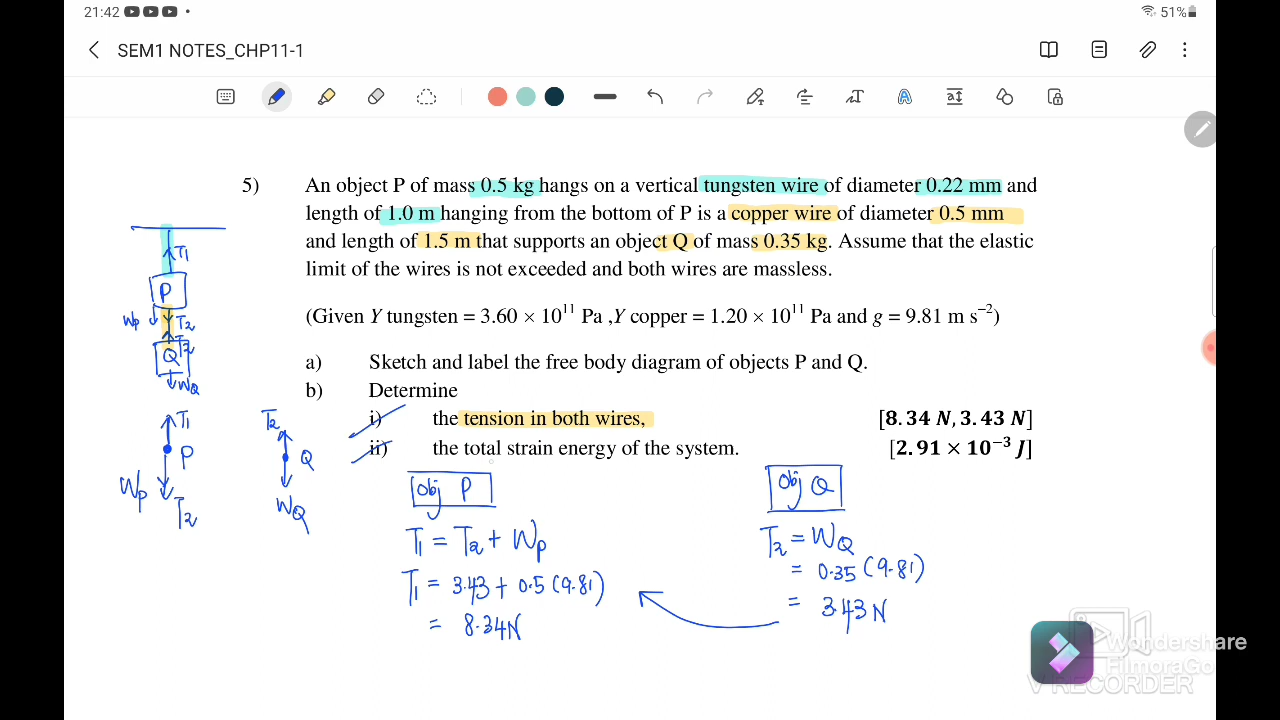 21:42
51%
SEM1 NOTES_CHP11-1
5) An object P of mass 0.5 kg hangs on a vertical tungsten wire of diameter 0.22 mm and
length of 1.0 m hanging from the bottom of P is a copper wire of diameter 0.5 mm
and length of 1.5 m that supports an object Q of mass 0.35 kg. Assume that the elastic
limit of the wires is not exceeded and both wires are massless.
(Given Y tungsten = 3.60 × 10¹¹ Pa ,Y copper = 1.20 × 10¹¹ Pa and g = 9.81 m s⁻²)
a) Sketch and label the free body diagram of objects P and Q.
b) Determine
i) the tension in both wires, [8.34 N, 3.43 N]
ii) the total strain energy of the system. [2.91 × 10⁻³ J]
T₁
P
Wp
T₂
T₂
Q
WQ
T₁
P
Wp
T₂
T₂
Q
WQ
Obj P
T₁ = T₂ + Wp
T₁ = 3.43 + 0.5 (9.81)
= 8.34N
Obj Q
T₂ = WQ
= 0.35 (9.81)
= 3.43 N
Wondershare
FilmoraGo
V RECORDER